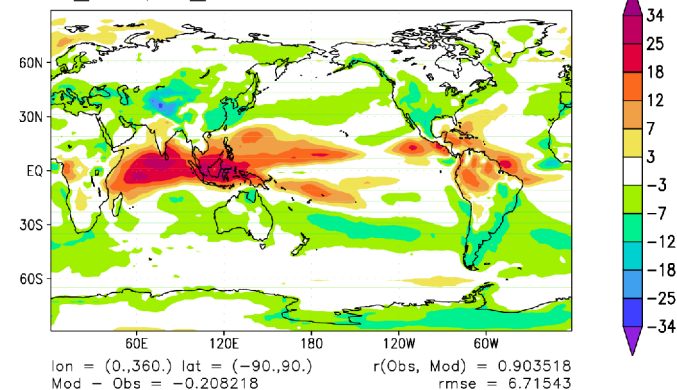 34
25
18
12
7
3
-3
-7
-12
-18
-25
-34
60N
30N
EQ
30S
60S
60E 120E 180 120W 60W
lon = (0.,360.) lat = (-90.,90.) r(Obs, Mod) = 0.903518
Mod - Obs = -0.208218 rmse = 6.71543